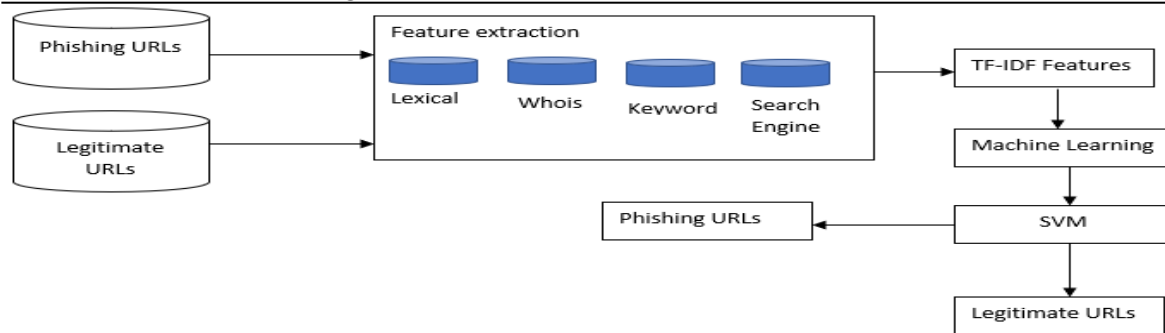 Phishing URLs
Legitimate
URLs
Feature extraction
Lexical
Whois
Keyword
Search
Engine
TF-IDF Features
Machine Learning
SVM
Phishing URLs
Legitimate URLs